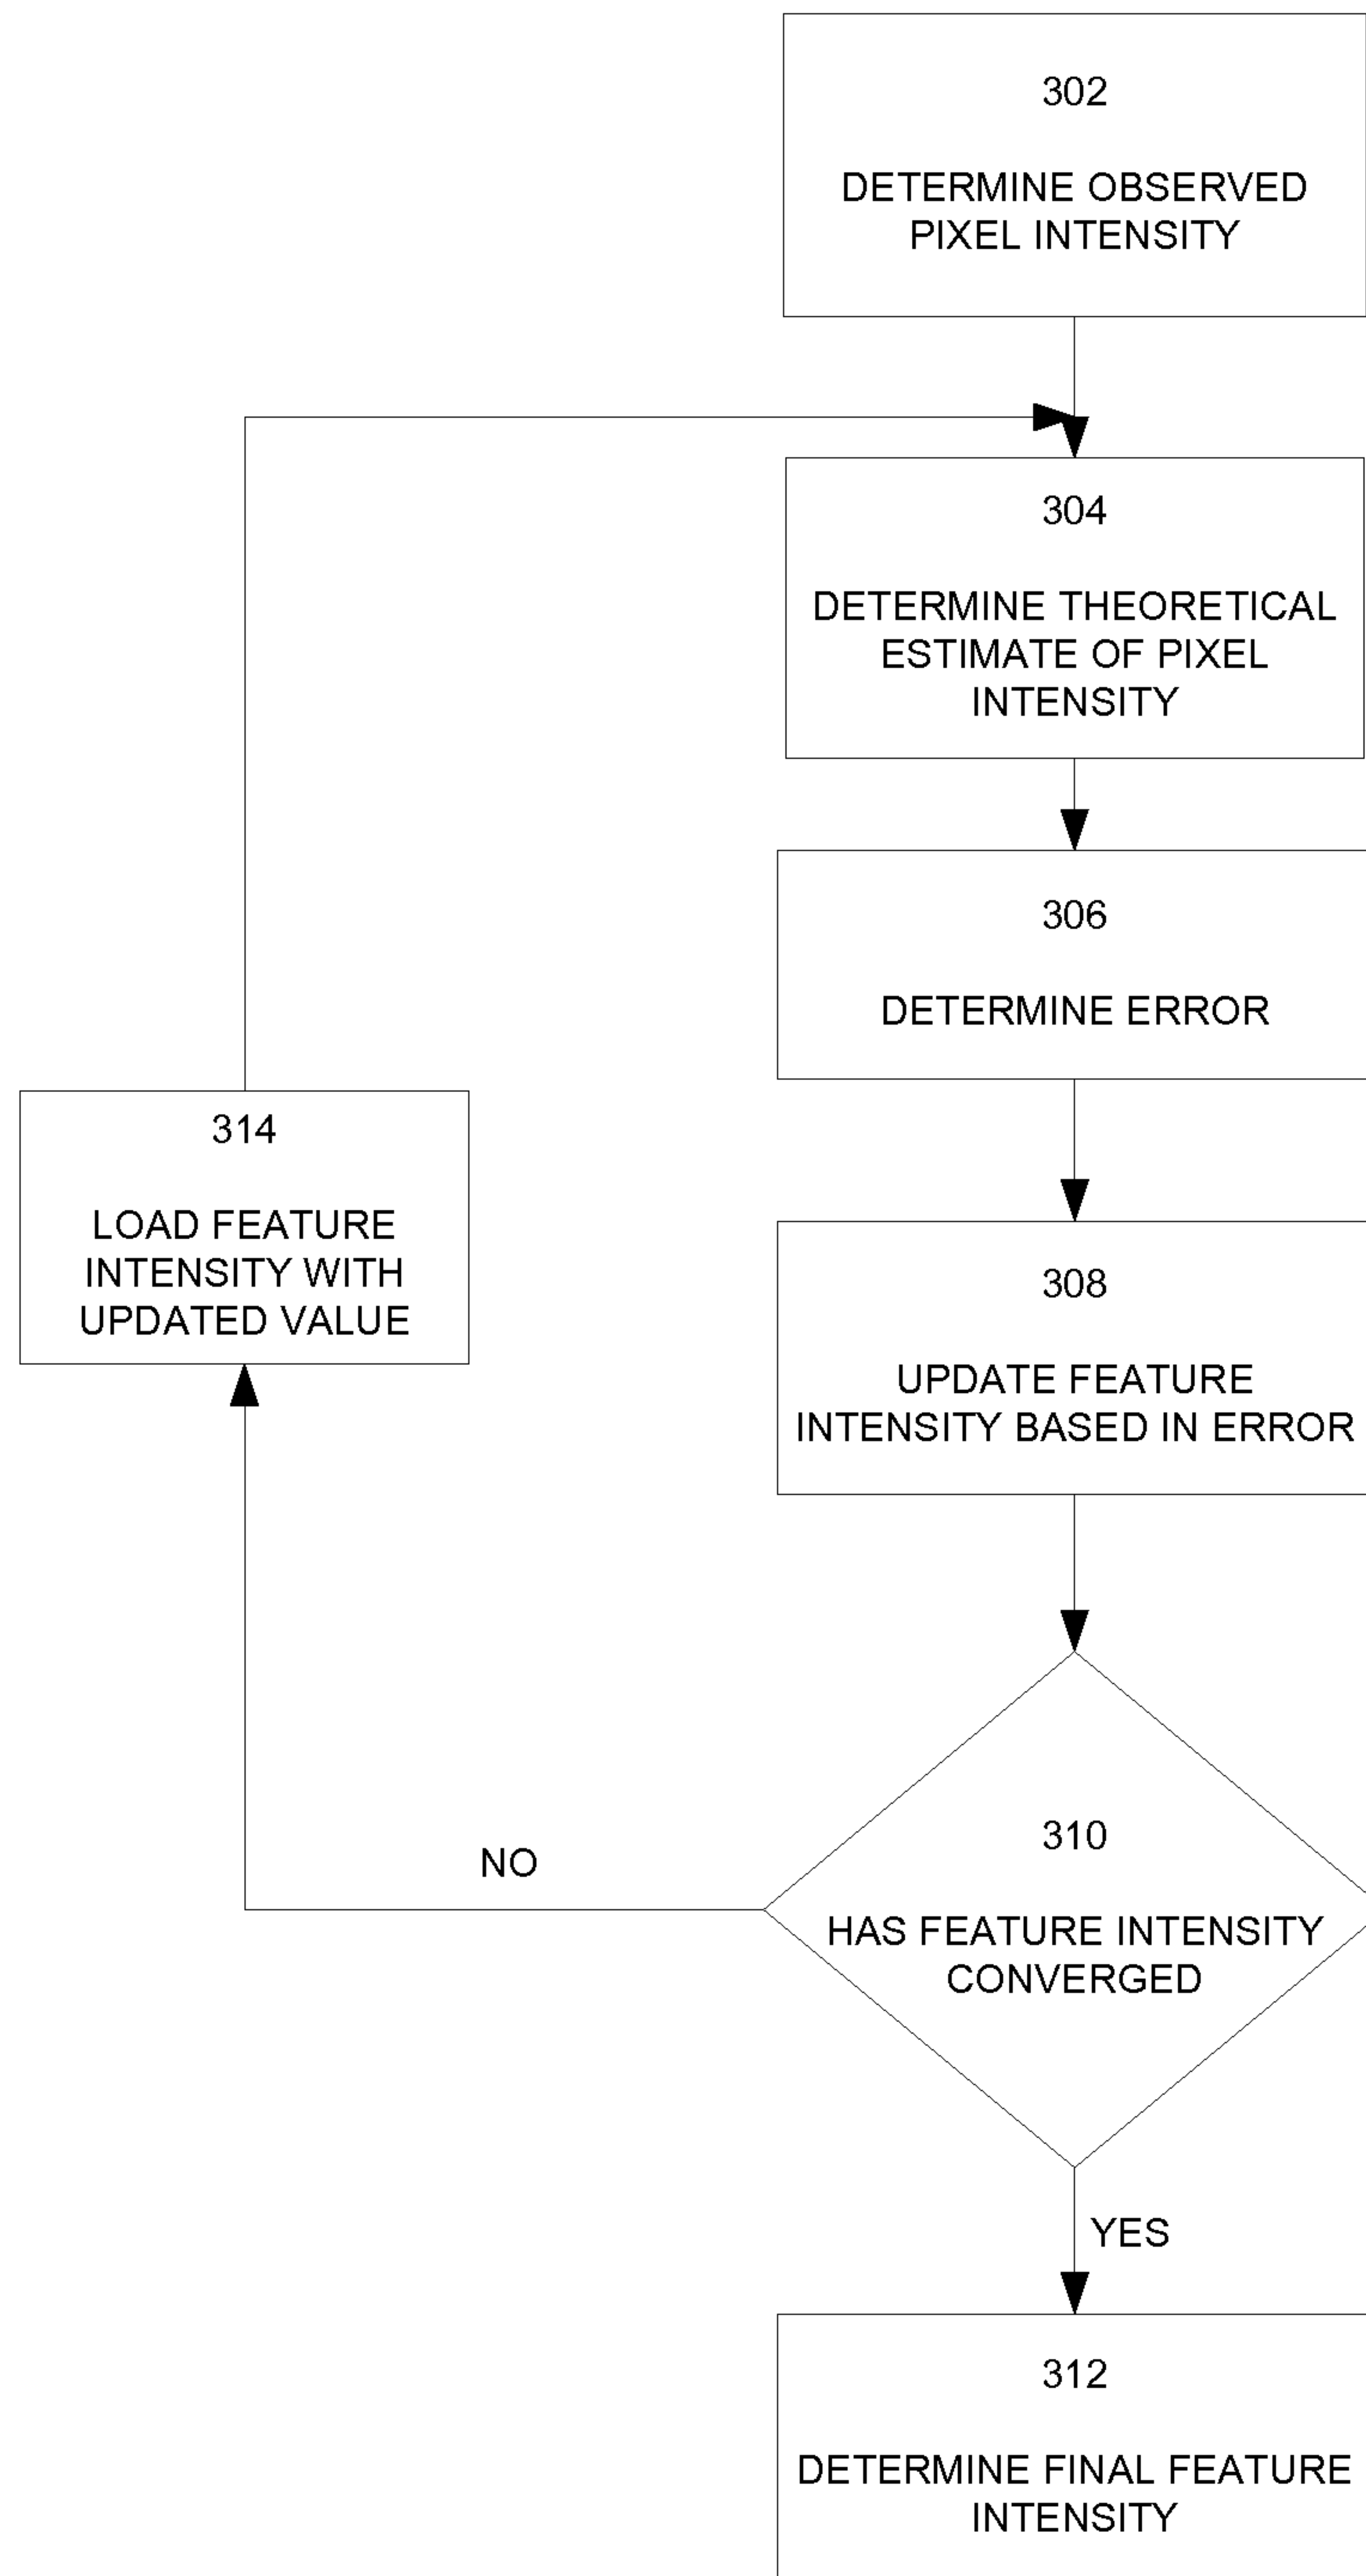 302
DETERMINE OBSERVED
PIXEL INTENSITY
304
DETERMINE THEORETICAL
ESTIMATE OF PIXEL
INTENSITY
306
DETERMINE ERROR
314
LOAD FEATURE
INTENSITY WITH
UPDATED VALUE
308
UPDATE FEATURE
INTENSITY BASED IN ERROR
310
HAS FEATURE INTENSITY
CONVERGED
NO
YES
312
DETERMINE FINAL FEATURE
INTENSITY